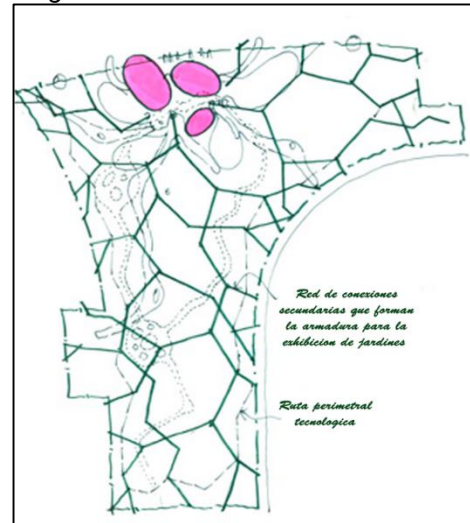 Red de conexiones
secundarias que forman
la armadura para la
exhibicion de jardines
Ruta perimetral
tecnologica